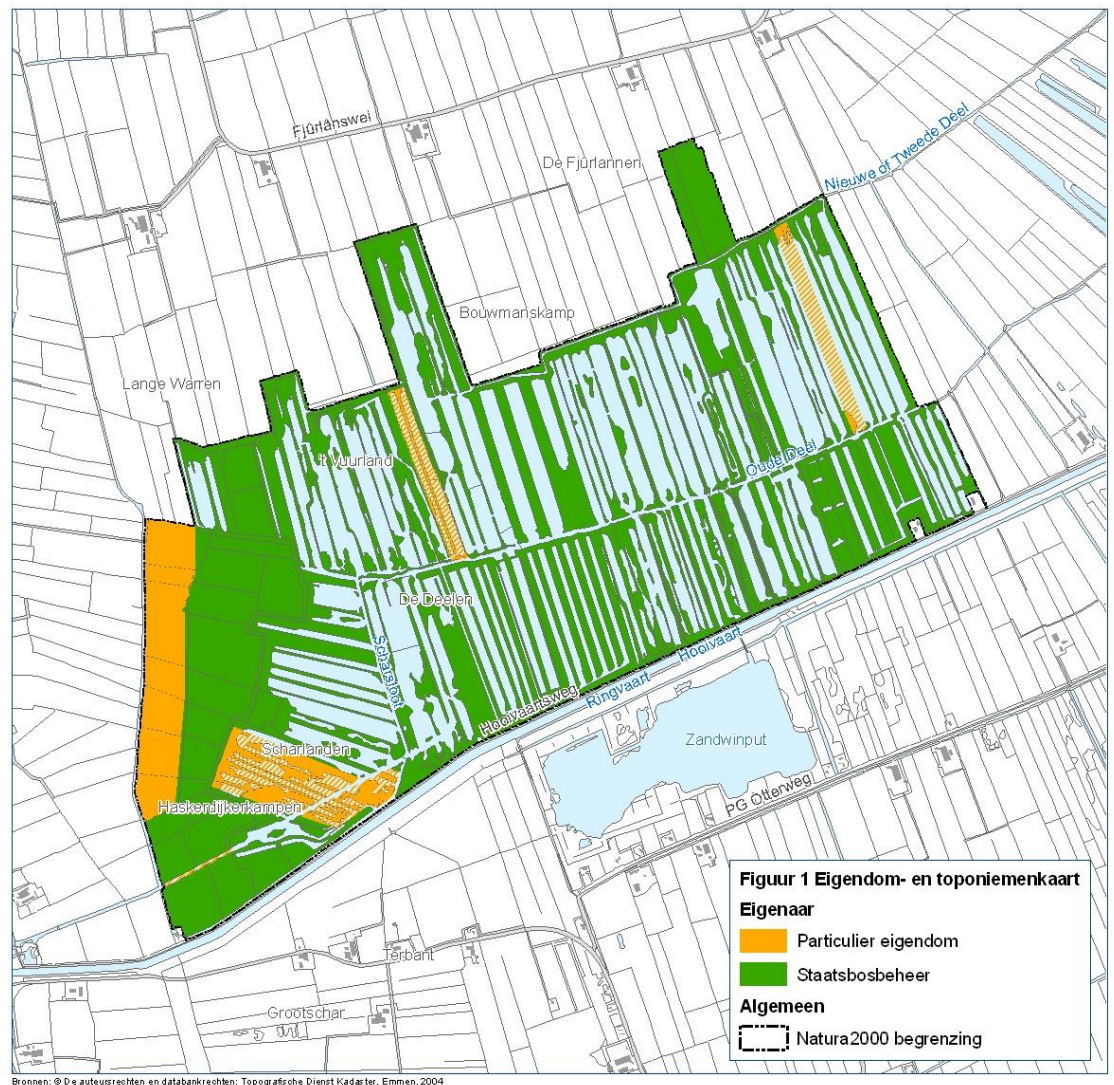 Fjûrlânswei
De Fjûrlannen
Nieuwe of Tweede Deel
Bouwmanskamp
Lange Warren
't Vuurland
Oude Deel
De Deelen
Scharsloot
Hooivaartsweg
Ringvaart
Hooivaart
Scharlanden
Zandwinput
Haskerdijkerkampen
PG Otterweg
Terbant
Grootschar
Figuur 1 Eigendom- en toponiemenkaart
Eigenaar
Particulier eigendom
Staatsbosbeheer
Algemeen
Natura2000 begrenzing
Bronnen: © De auteursrechten en databankrechten: Topografische Dienst Kadaster, Emmen, 2004